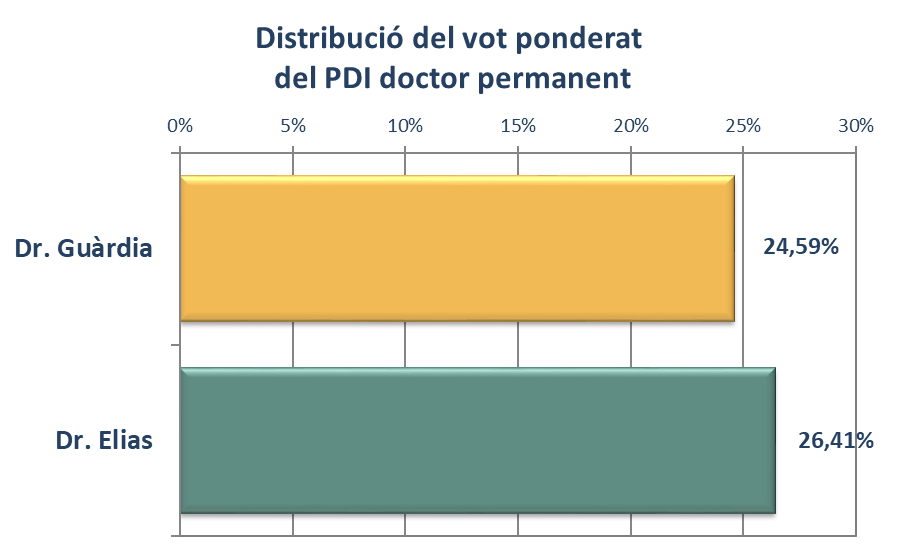 Distribució del vot ponderat
del PDI doctor permanent
0% 5% 10% 15% 20% 25% 30%
Dr. Guàrdia 24,59%
Dr. Elias 26,41%